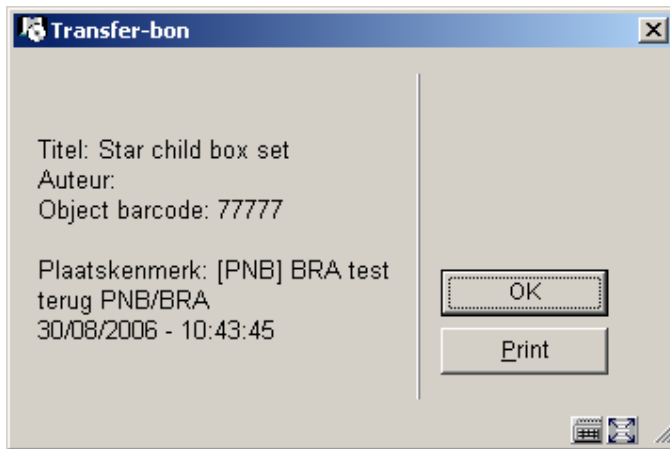 Transfer-bon
Titel: Star child box set
Auteur:
Object barcode: 77777
Plaatskenmerk: [PNB] BRA test
terug PNB/BRA
30/08/2006 - 10:43:45
OK
Print